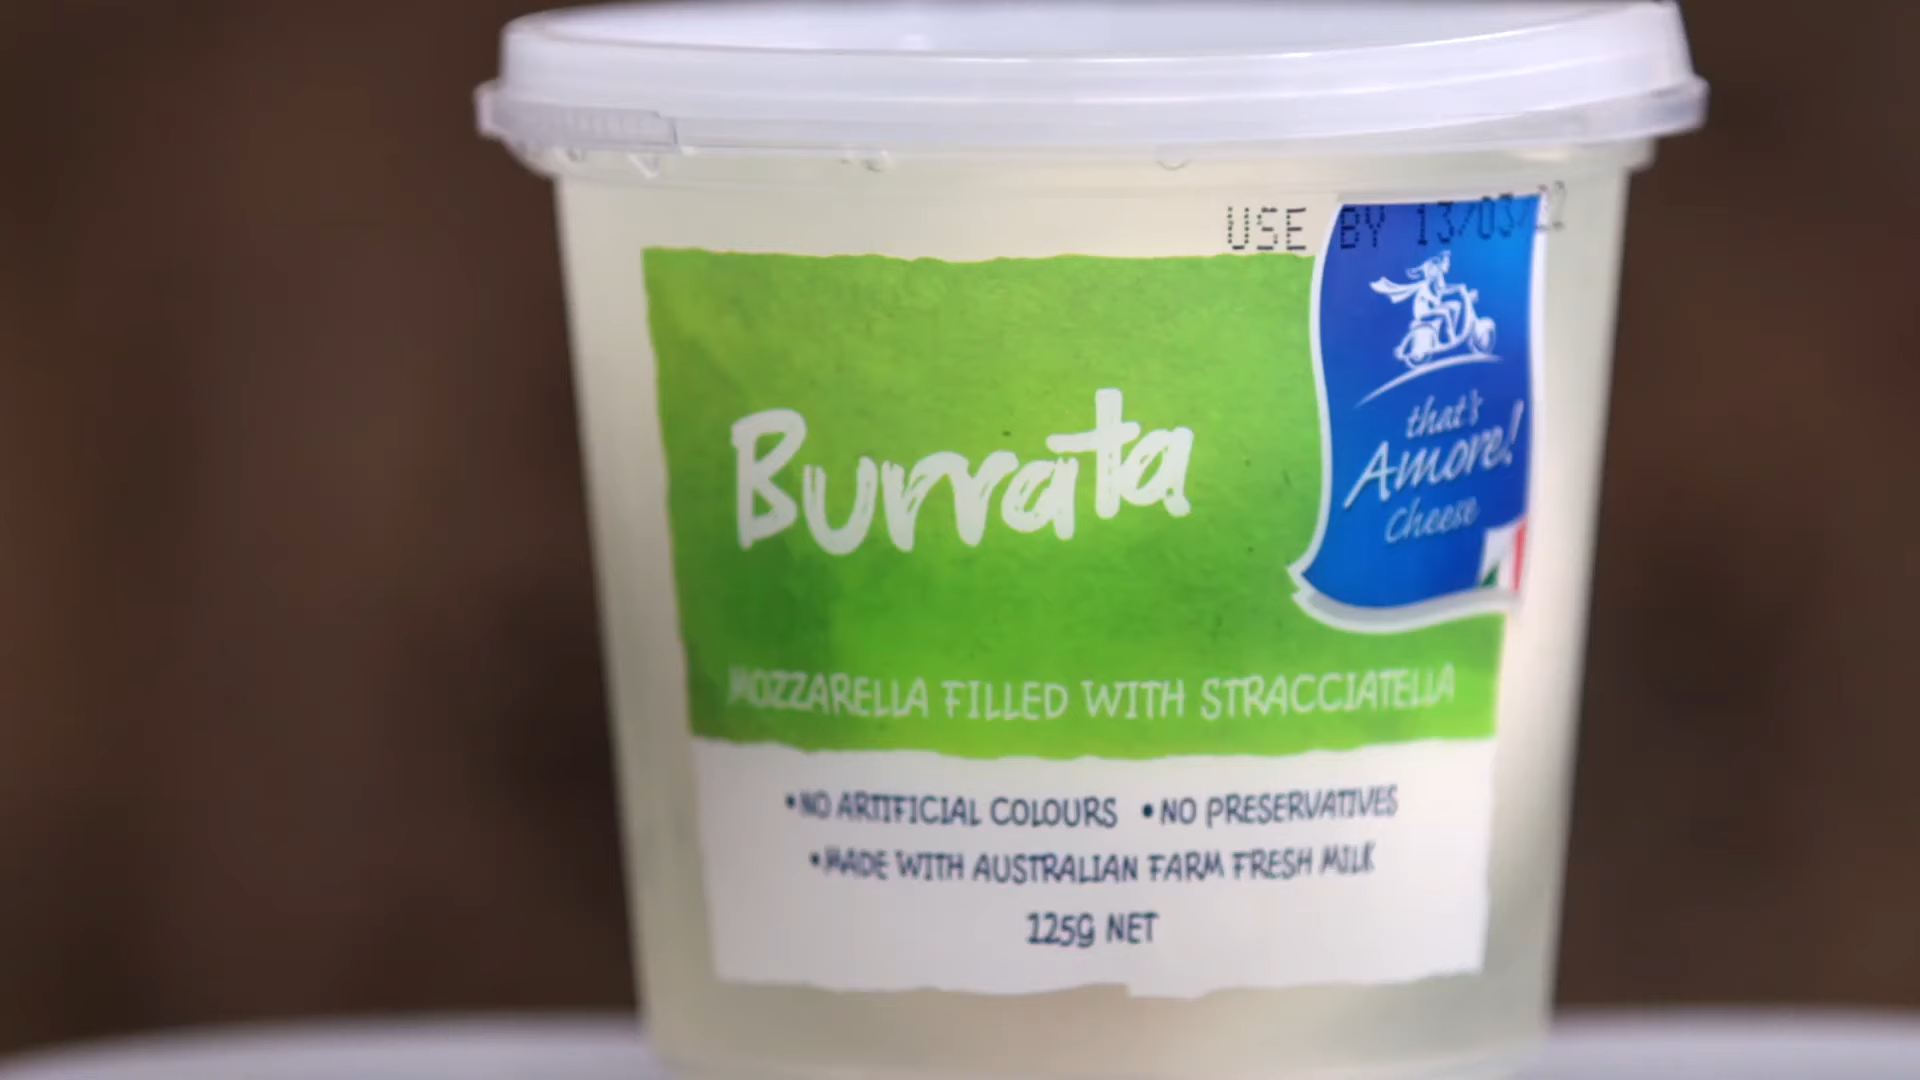 USE BY 13/03/22
that's
Amore!
Cheese
Burrata
MOZZARELLA FILLED WITH STRACCIATELLA
•NO ARTIFICIAL COLOURS •NO PRESERVATIVES
•MADE WITH AUSTRALIAN FARM FRESH MILK
125g NET